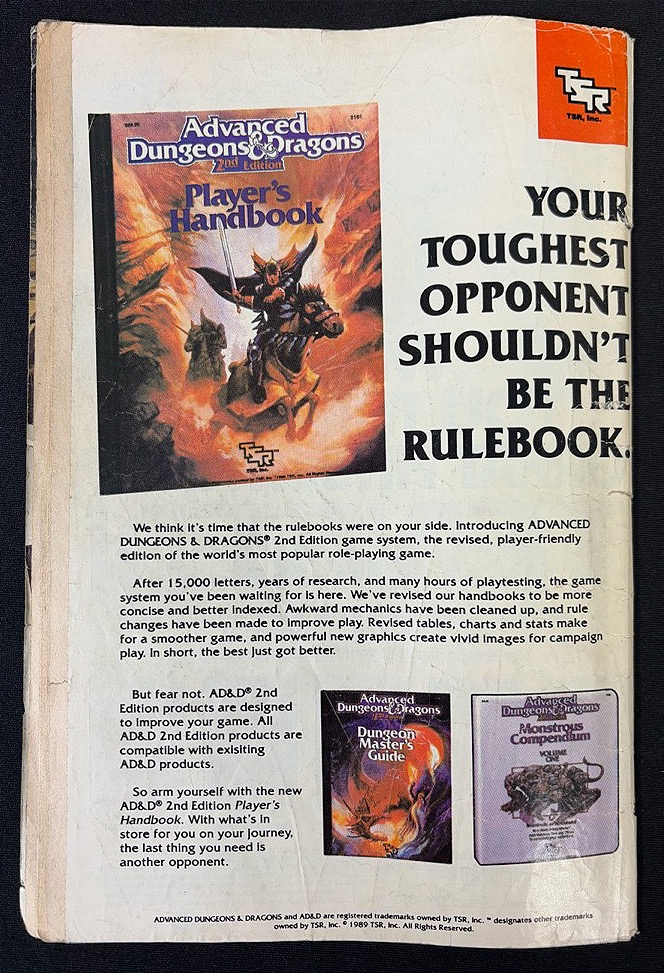 TSR
TSR, Inc.
Advanced
Dungeons & Dragons
2nd Edition
Player's
Handbook
TSR
TSR, Inc.
YOUR
TOUGHEST
OPPONENT
SHOULDN'T
BE THE
RULEBOOK.
We think it's time that the rulebooks were on your side. Introducing ADVANCED
DUNGEONS & DRAGONS® 2nd Edition game system, the revised, player-friendly
edition of the world's most popular role-playing game.
After 15,000 letters, years of research, and many hours of playtesting, the game
system you've been waiting for is here. We've revised our handbooks to be more
concise and better indexed. Awkward mechanics have been cleaned up, and rule
changes have been made to improve play. Revised tables, charts and stats make
for a smoother game, and powerful new graphics create vivid images for campaign
play. In short, the best just got better.
But fear not. AD&D® 2nd
Edition products are designed
to improve your game. All
AD&D 2nd Edition products are
compatible with exisiting
AD&D products.
So arm yourself with the new
AD&D® 2nd Edition Player's
Handbook. With what's in
store for you on your journey,
the last thing you need is
another opponent.
Advanced
Dungeons & Dragons
Dungeon
Master's
Guide
Advanced
Dungeons & Dragons
Monstrous
Compendium
VOLUME
ONE
ADVANCED DUNGEONS & DRAGONS and AD&D are registered trademarks owned by TSR, Inc. ™ designates other trademarks
owned by TSR, Inc. © 1989 TSR, Inc. All Rights Reserved.